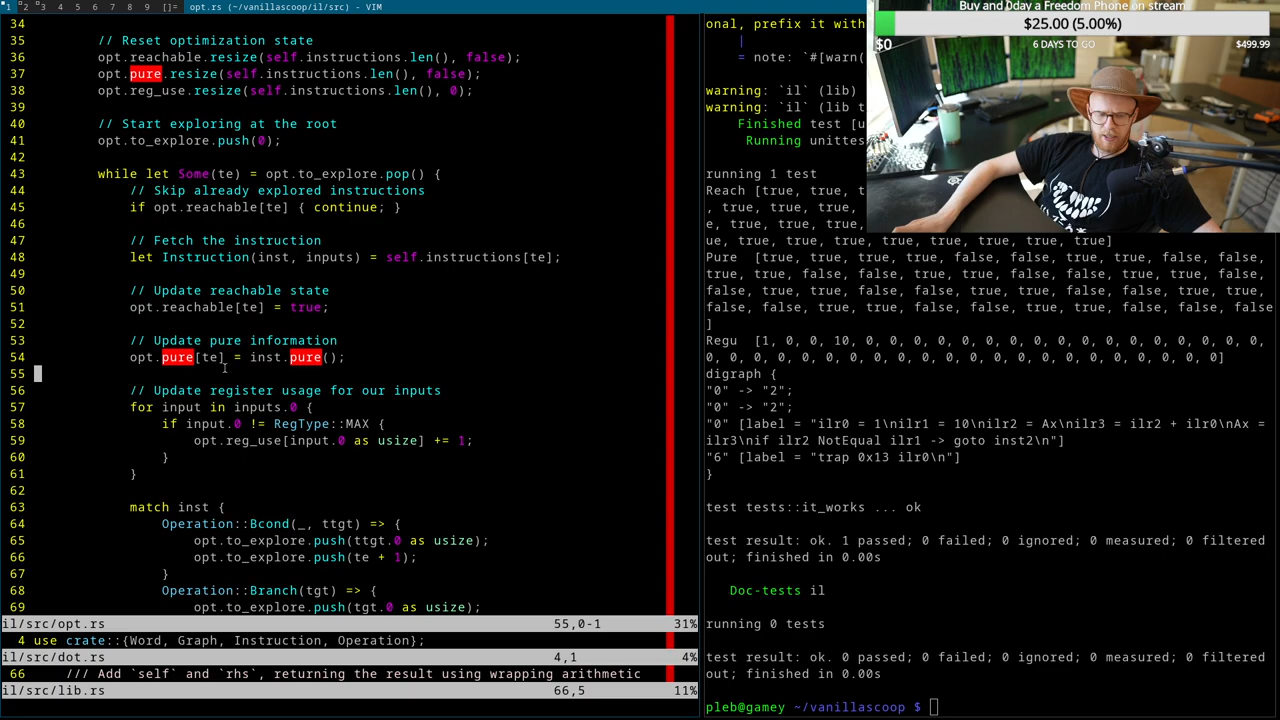 1 2 3 4 5 6 7 8 9 []= opt.rs (~/vanillascoop/il/src) - VIM
34
35 // Reset optimization state
36 opt.reachable.resize(self.instructions.len(), false);
37 opt.pure.resize(self.instructions.len(), false);
38 opt.reg_use.resize(self.instructions.len(), 0);
39
40 // Start exploring at the root
41 opt.to_explore.push(0);
42
43 while let Some(te) = opt.to_explore.pop() {
44 // Skip already explored instructions
45 if opt.reachable[te] { continue; }
46
47 // Fetch the instruction
48 let Instruction(inst, inputs) = self.instructions[te];
49
50 // Update reachable state
51 opt.reachable[te] = true;
52
53 // Update pure information
54 opt.pure[te] = inst.pure();
55
56 // Update register usage for our inputs
57 for input in inputs.0 {
58 if input.0 != RegType::MAX {
59 opt.reg_use[input.0 as usize] += 1;
60 }
61 }
62
63 match inst {
64 Operation::Bcond(_, ttgt) => {
65 opt.to_explore.push(ttgt.0 as usize);
66 opt.to_explore.push(te + 1);
67 }
68 Operation::Branch(tgt) => {
69 opt.to_explore.push(tgt.0 as usize);
il/src/opt.rs 55,0-1 31%
4 use crate::{Word, Graph, Instruction, Operation};
il/src/dot.rs 4,1 4%
66 /// Add `self` and `rhs`, returning the result using wrapping arithmetic
il/src/lib.rs 66,5 11%
onal, prefix it with
|
= note: `#[warn(
warning: `il` (lib)
warning: `il` (lib t
Finished test [u
Running unittes
running 1 test
Reach [true, true, t
, true, true, true,
e, true, true, true,
ue, true, true, true, true, true, true, true]
Pure  [true, true, true, true, false, false, true, true, false, false,
true, true, false, false, true, true, false, false, true, true, false,
false, true, true, false, false, true, true, false, false, true, true,
false, false, true, false, false, false, true, false, false, false
]
Regu  [1, 0, 0, 10, 0, 0, 0, 0, 0, 0, 0, 0, 0, 0, 0, 0, 0, 0, 0, 0, 0,
0, 0, 0, 0, 0, 0, 0, 0, 0, 0, 0, 0, 0, 0, 0, 0, 0, 0, 0, 0, 0]
digraph {
"0" -> "2";
"0" -> "2";
"0" [label = "ilr0 = 1\nilr1 = 10\nilr2 = Ax\nilr3 = ilr2 + ilr0\nAx =
ilr3\nif ilr2 NotEqual ilr1 -> goto inst2\n"]
"6" [label = "trap 0x13 ilr0\n"]
}
test tests::it_works ... ok
test result: ok. 1 passed; 0 failed; 0 ignored; 0 measured; 0 filtered
out; finished in 0.00s
Doc-tests il
running 0 tests
test result: ok. 0 passed; 0 failed; 0 ignored; 0 measured; 0 filtered
out; finished in 0.00s
pleb@gamey ~/vanillascoop $
Buy and 0day a Freedom Phone on stream
$25.00 (5.00%)
$0 6 DAYS TO GO $499.99